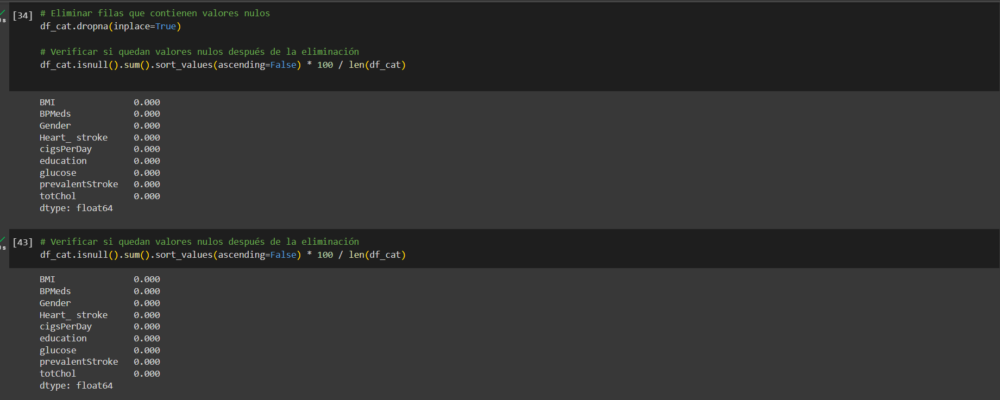 [34] # Eliminar filas que contienen valores nulos
df_cat.dropna(inplace=True)
# Verificar si quedan valores nulos después de la eliminación
df_cat.isnull().sum().sort_values(ascending=False) * 100 / len(df_cat)
BMI 0.000
BPMeds 0.000
Gender 0.000
Heart_ stroke 0.000
cigsPerDay 0.000
education 0.000
glucose 0.000
prevalentStroke 0.000
totChol 0.000
dtype: float64
[43] # Verificar si quedan valores nulos después de la eliminación
df_cat.isnull().sum().sort_values(ascending=False) * 100 / len(df_cat)
BMI 0.000
BPMeds 0.000
Gender 0.000
Heart_ stroke 0.000
cigsPerDay 0.000
education 0.000
glucose 0.000
prevalentStroke 0.000
totChol 0.000
dtype: float64